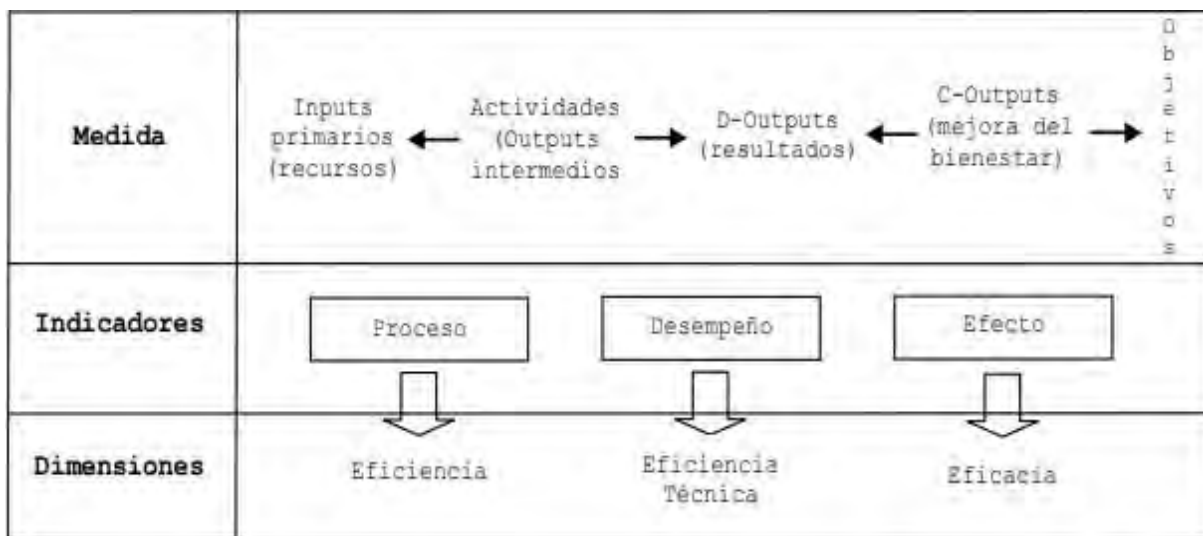 Medida
Inputs
primarios
(recursos)
Actividades
(Outputs
intermedios
D-Outputs
(resultados)
C-Outputs
(mejora del
bienestar)
Objetivos
Indicadores
Proceso
Desempeño
Efecto
Dimensiones
Eficiencia
Eficiencia
Técnica
Eficacia